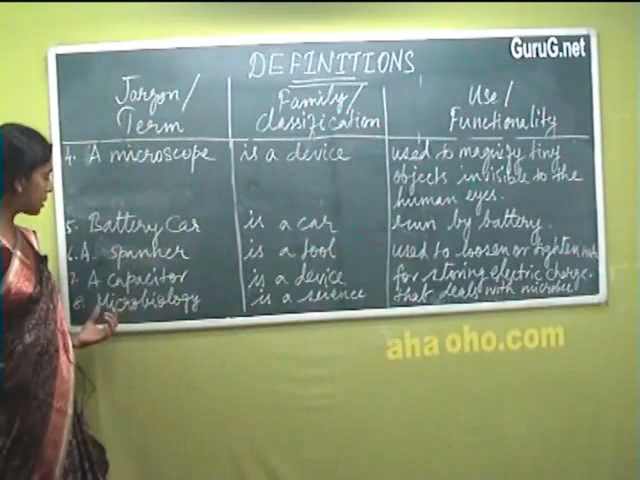 GuruG.net
DEFINITIONS
Jargon/ Family/ Use/
Term Classification Functionality
4. A microscope is a device used to magnify tiny
objects invisible to the
human eyes.
5. Battery Car is a car run by battery.
6. A spanner is a tool used to loosen or tighten nuts
7. A capacitor is a device for storing electric charge.
8. Microbiology is a science that deals with microbes
aha oho.com